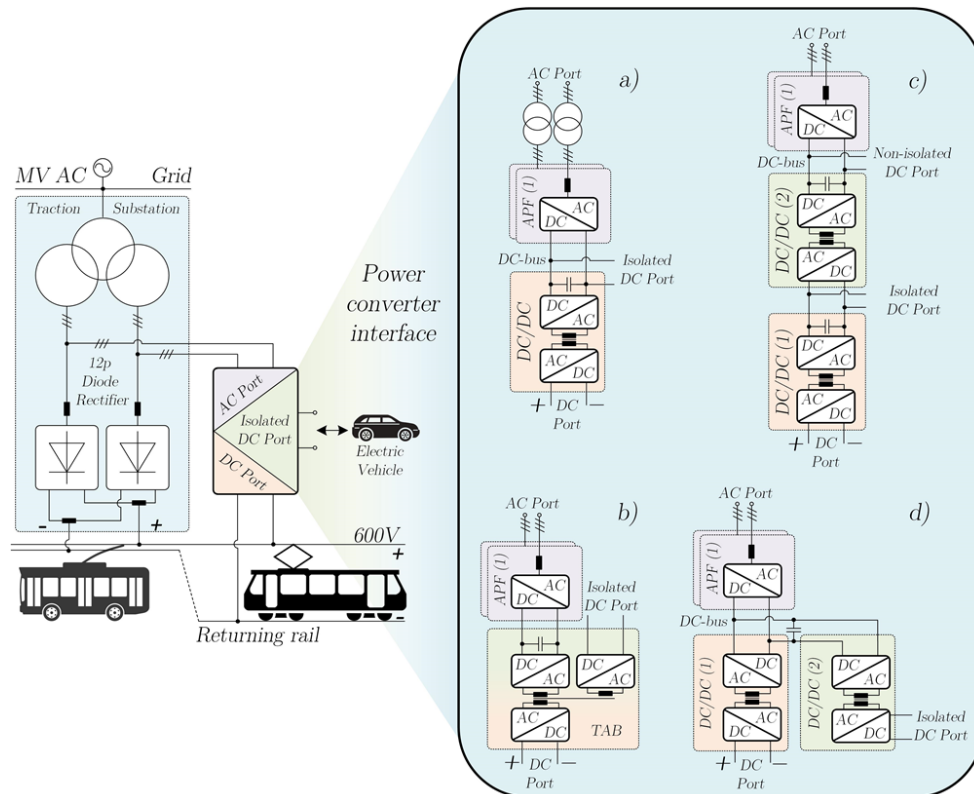 MV AC
Grid
Traction
Substation
12p
Diode
Rectifier
-
+
Power
converter
interface
AC Port
Isolated
DC Port
DC Port
Electric
Vehicle
600V
+
-
Returning rail
a)
AC Port
APF (1)
AC
DC
DC-bus
Isolated
DC Port
DC/DC
DC
AC
AC
DC
+ DC –
Port
c)
AC Port
APF (1)
AC
DC
DC-bus
Non-isolated
DC Port
DC/DC (2)
DC
AC
AC
DC
Isolated
DC Port
DC/DC (1)
DC
AC
AC
DC
+ DC –
Port
b)
AC Port
APF (1)
AC
DC
Isolated
DC Port
DC
AC
DC
AC
AC
DC
TAB
+ DC –
Port
d)
AC Port
APF (1)
AC
DC
DC-bus
DC/DC (1)
DC
AC
AC
DC
DC/DC (2)
DC
AC
AC
DC
Isolated
DC Port
+ DC –
Port